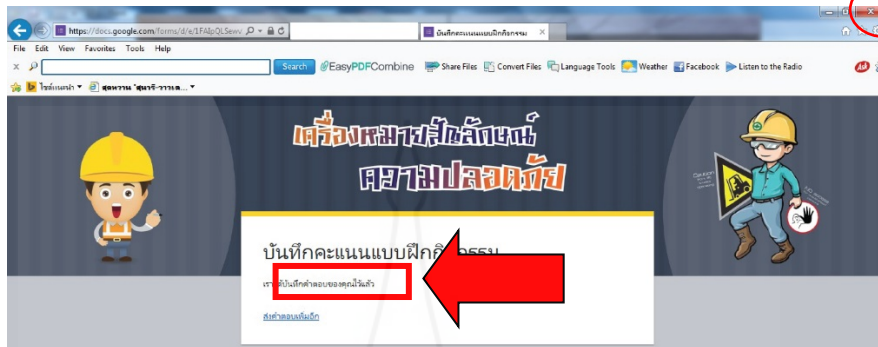 https://docs.google.com/forms/d/e/1FAIpQLSewv
บันทึกคะแนนแบบฝึกกิจกรรม
File Edit View Favorites Tools Help
Search EasyPDFCombine Share Files Convert Files Language Tools Weather Facebook Listen to the Radio
Ask
ไซต์แนะนำ
เครื่องหมายสัญลักษณ์
ความปลอดภัย
บันทึกคะแนนแบบฝึกกิจกรรม
เราได้บันทึกคำตอบของคุณไว้แล้ว
ส่งคำตอบเพิ่มอีก